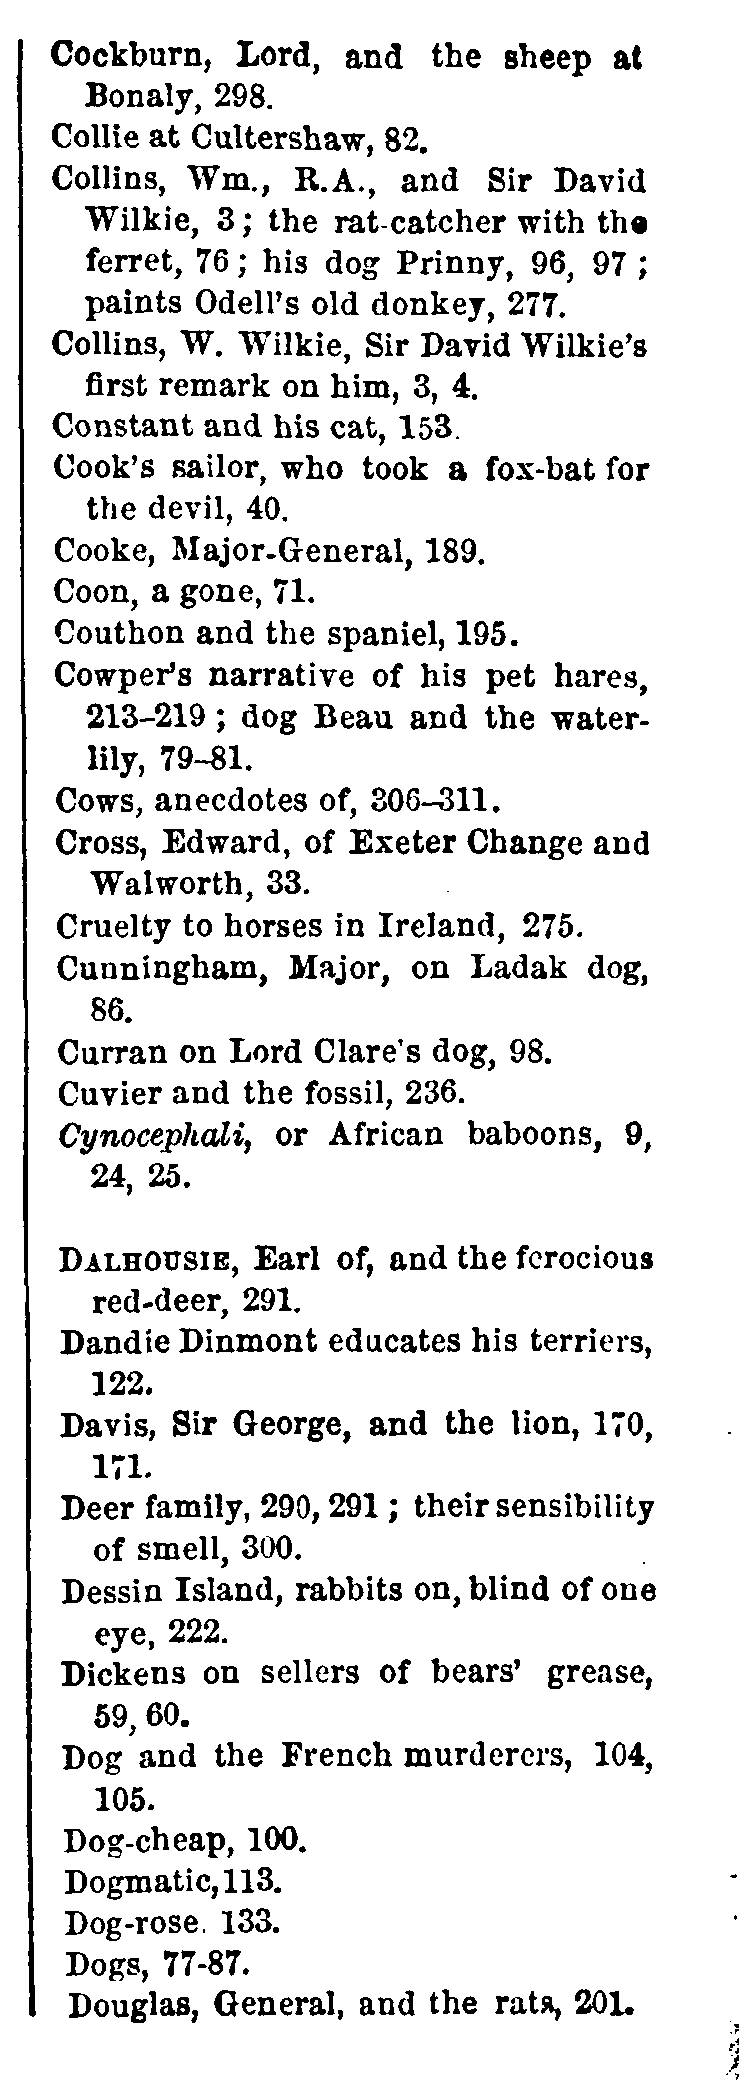 Cockburn, Lord, and the sheep at
Bonaly, 298.
Collie at Cultershaw, 82.
Collins, Wm., R.A., and Sir David
Wilkie, 3; the rat-catcher with the
ferret, 76; his dog Prinny, 96, 97;
paints Odell's old donkey, 277.
Collins, W. Wilkie, Sir David Wilkie's
first remark on him, 3, 4.
Constant and his cat, 153.
Cook's sailor, who took a fox-bat for
the devil, 40.
Cooke, Major-General, 189.
Coon, a gone, 71.
Couthon and the spaniel, 195.
Cowper's narrative of his pet hares,
213–219; dog Beau and the water-
lily, 79–81.
Cows, anecdotes of, 306–311.
Cross, Edward, of Exeter Change and
Walworth, 33.
Cruelty to horses in Ireland, 275.
Cunningham, Major, on Ladak dog,
86.
Curran on Lord Clare's dog, 98.
Cuvier and the fossil, 236.
Cynocephali, or African baboons, 9,
24, 25.
DALHOUSIE, Earl of, and the ferocious
red-deer, 291.
Dandie Dinmont educates his terriers,
122.
Davis, Sir George, and the lion, 170,
171.
Deer family, 290, 291; their sensibility
of smell, 300.
Dessin Island, rabbits on, blind of one
eye, 222.
Dickens on sellers of bears' grease,
59, 60.
Dog and the French murderers, 104,
105.
Dog-cheap, 100.
Dogmatic, 113.
Dog-rose. 133.
Dogs, 77-87.
Douglas, General, and the rats, 201.